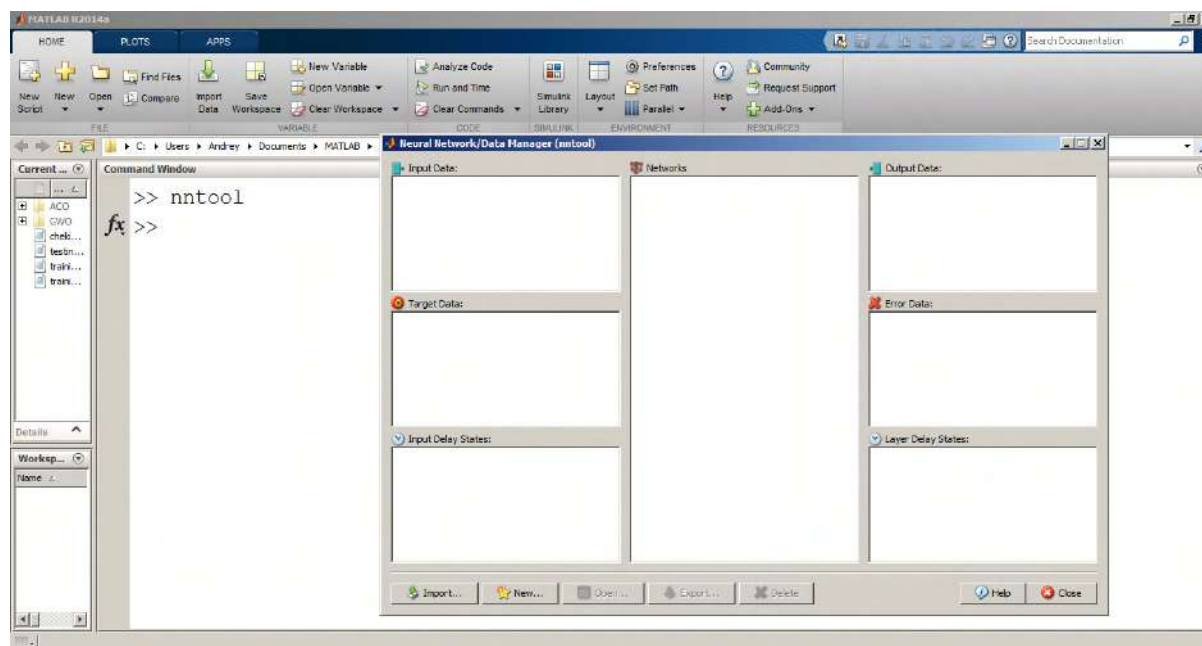 MATLAB R2014a
HOME PLOTS APPS
Search Documentation
New Script
New
Open
Find Files
Compare
Import Data
Save Workspace
New Variable
Open Variable
Clear Workspace
Analyze Code
Run and Time
Clear Commands
Simulink Library
Layout
Preferences
Set Path
Parallel
Help
Community
Request Support
Add-Ons
FILE VARIABLE CODE SIMULINK ENVIRONMENT RESOURCES
C: Users Andrey Documents MATLAB
Current ...
ACO
GWO
cheki...
testin...
traini...
traini...
Details
Worksp...
Name
Command Window
>> nntool
fx >>
Neural Network/Data Manager (nntool)
Input Data:
Networks
Output Data:
Target Data:
Error Data:
Input Delay States:
Layer Delay States:
Import... New... Open... Export... Delete Help Close